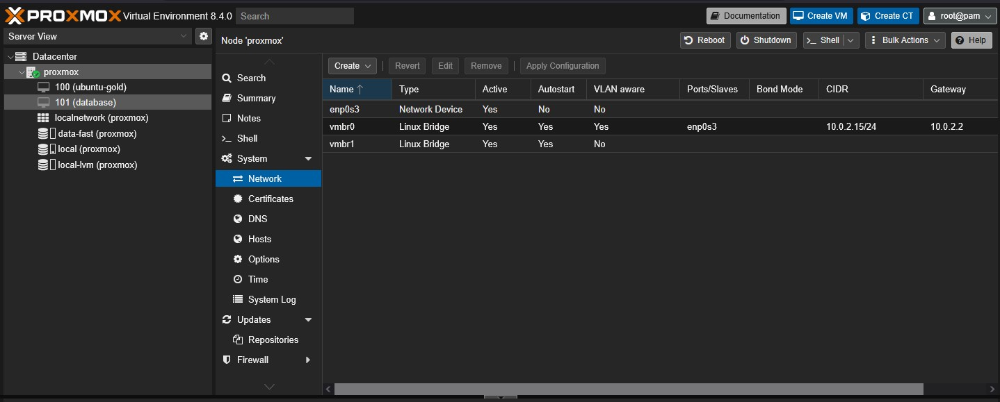 PROXMOX Virtual Environment 8.4.0 Search Documentation Create VM Create CT root@pam
Server View
Node 'proxmox' Reboot Shutdown Shell Bulk Actions Help
Datacenter
proxmox
100 (ubuntu-gold)
101 (database)
localnetwork (proxmox)
data-fast (proxmox)
local (proxmox)
local-lvm (proxmox)
Search
Summary
Notes
Shell
System
Network
Certificates
DNS
Hosts
Options
Time
System Log
Updates
Repositories
Firewall
Create Revert Edit Remove Apply Configuration
Name Type Active Autostart VLAN aware Ports/Slaves Bond Mode CIDR Gateway
enp0s3 Network Device Yes No No
vmbr0 Linux Bridge Yes Yes Yes enp0s3 10.0.2.15/24 10.0.2.2
vmbr1 Linux Bridge Yes Yes No